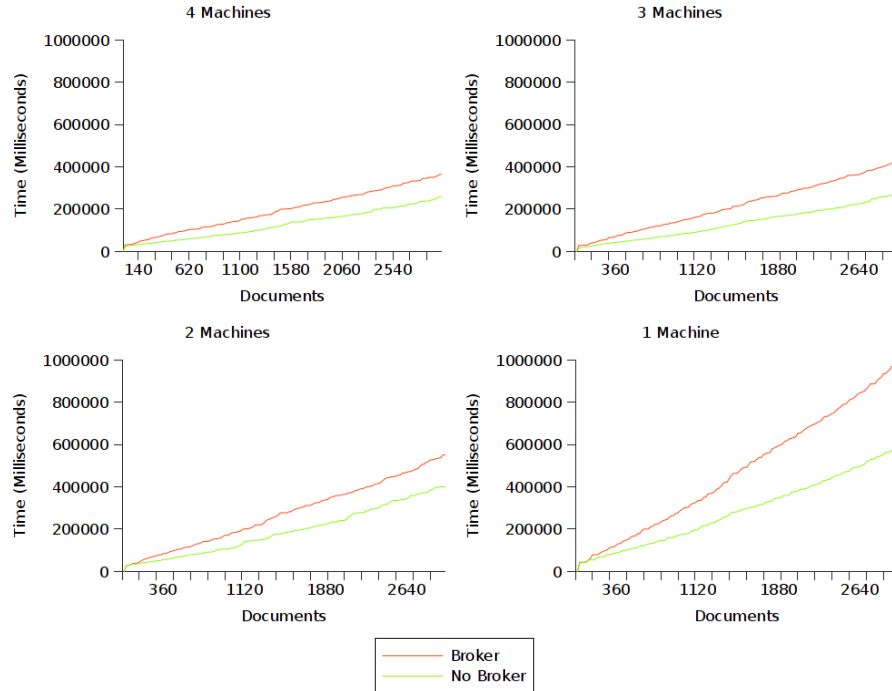 4 Machines
1000000
800000
600000
400000
200000
0
Time (Milliseconds)
140 620 1100 1580 2060 2540
Documents
3 Machines
1000000
800000
600000
400000
200000
0
Time (Milliseconds)
360 1120 1880 2640
Documents
2 Machines
1000000
800000
600000
400000
200000
0
Time (Milliseconds)
360 1120 1880 2640
Documents
1 Machine
1000000
800000
600000
400000
200000
0
Time (Milliseconds)
360 1120 1880 2640
Documents
Broker
No Broker